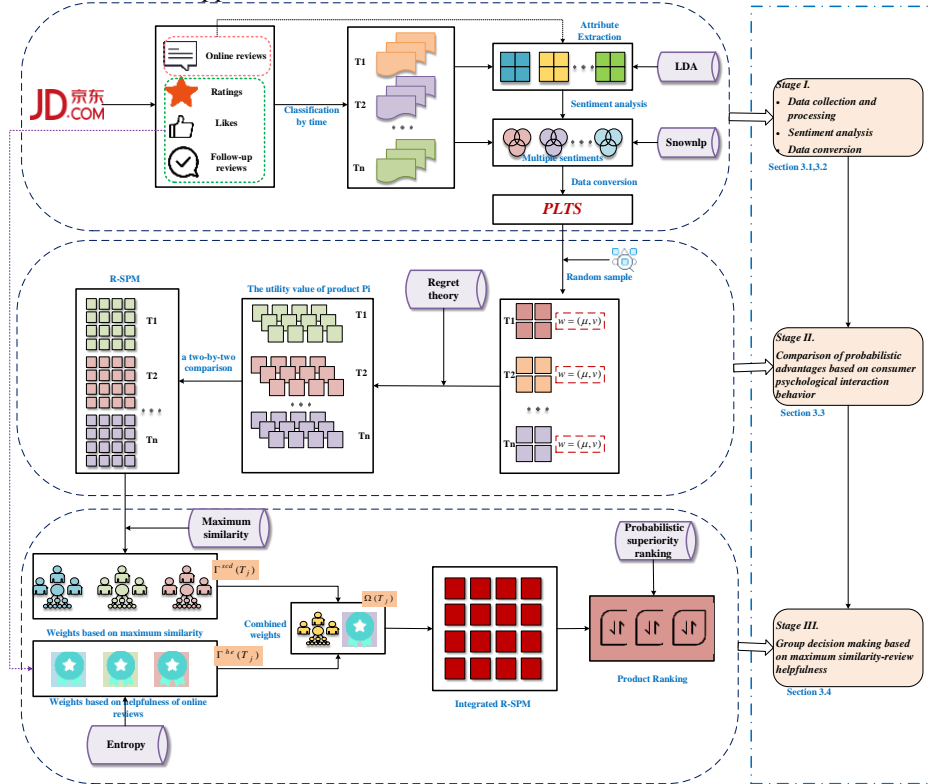 京东
JD.COM
Online reviews
Ratings
Likes
Follow-up
reviews
Classification
by time
T1
T2
Tn
Attribute
Extraction
LDA
Sentiment analysis
Snownlp
Multiple sentiments
Data conversion
PLTS
Stage I.
• Data collection and
processing
• Sentiment analysis
• Data conversion
Section 3.1,3.2
R-SPM
T1
T2
Tn
a two-by-two
comparison
The utility value of product Pi
T1
T2
Tn
Regret
theory
Random sample
T1
w = (μ, v)
T2
w = (μ, v)
Tn
w = (μ, v)
Stage II.
Comparison of probabilistic
advantages based on consumer
psychological interaction
behavior
Section 3.3
Maximum
similarity
Probabilistic
superiority
ranking
Γ^scd (T_j)
Weights based on maximum similarity
Combined
weights
Ω(T_j)
Γ^he (T_j)
Weights based on helpfulness of online
reviews
Entropy
Integrated R-SPM
Product Ranking
Stage III.
Group decision making based
on maximum similarity-review
helpfulness
Section 3.4